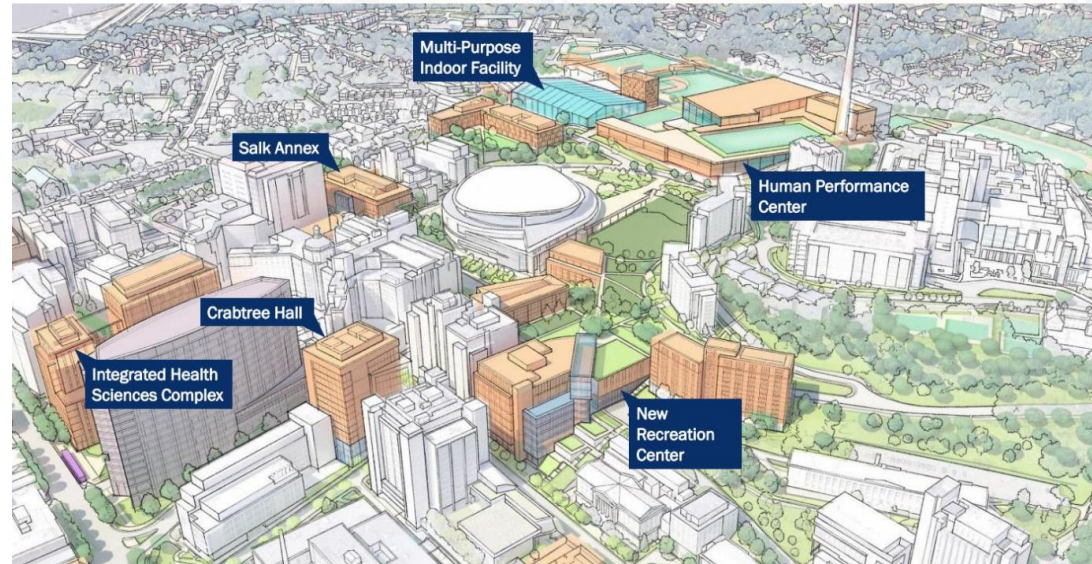 Multi-Purpose
Indoor Facility
Salk Annex
Human Performance
Center
Crabtree Hall
Integrated Health
Sciences Complex
New
Recreation
Center